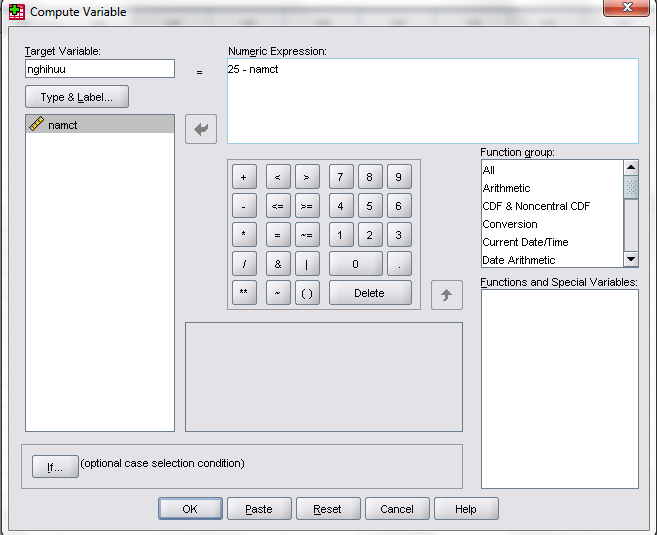 Compute Variable
Target Variable:
nghihuu
=
Numeric Expression:
25 - namct
Type & Label...
namct
+ < > 7 8 9
- <= >= 4 5 6
* = ~= 1 2 3
/ & | 0 .
** ~ ( ) Delete
Function group:
All
Arithmetic
CDF & Noncentral CDF
Conversion
Current Date/Time
Date Arithmetic
Functions and Special Variables:
If... (optional case selection condition)
OK Paste Reset Cancel Help